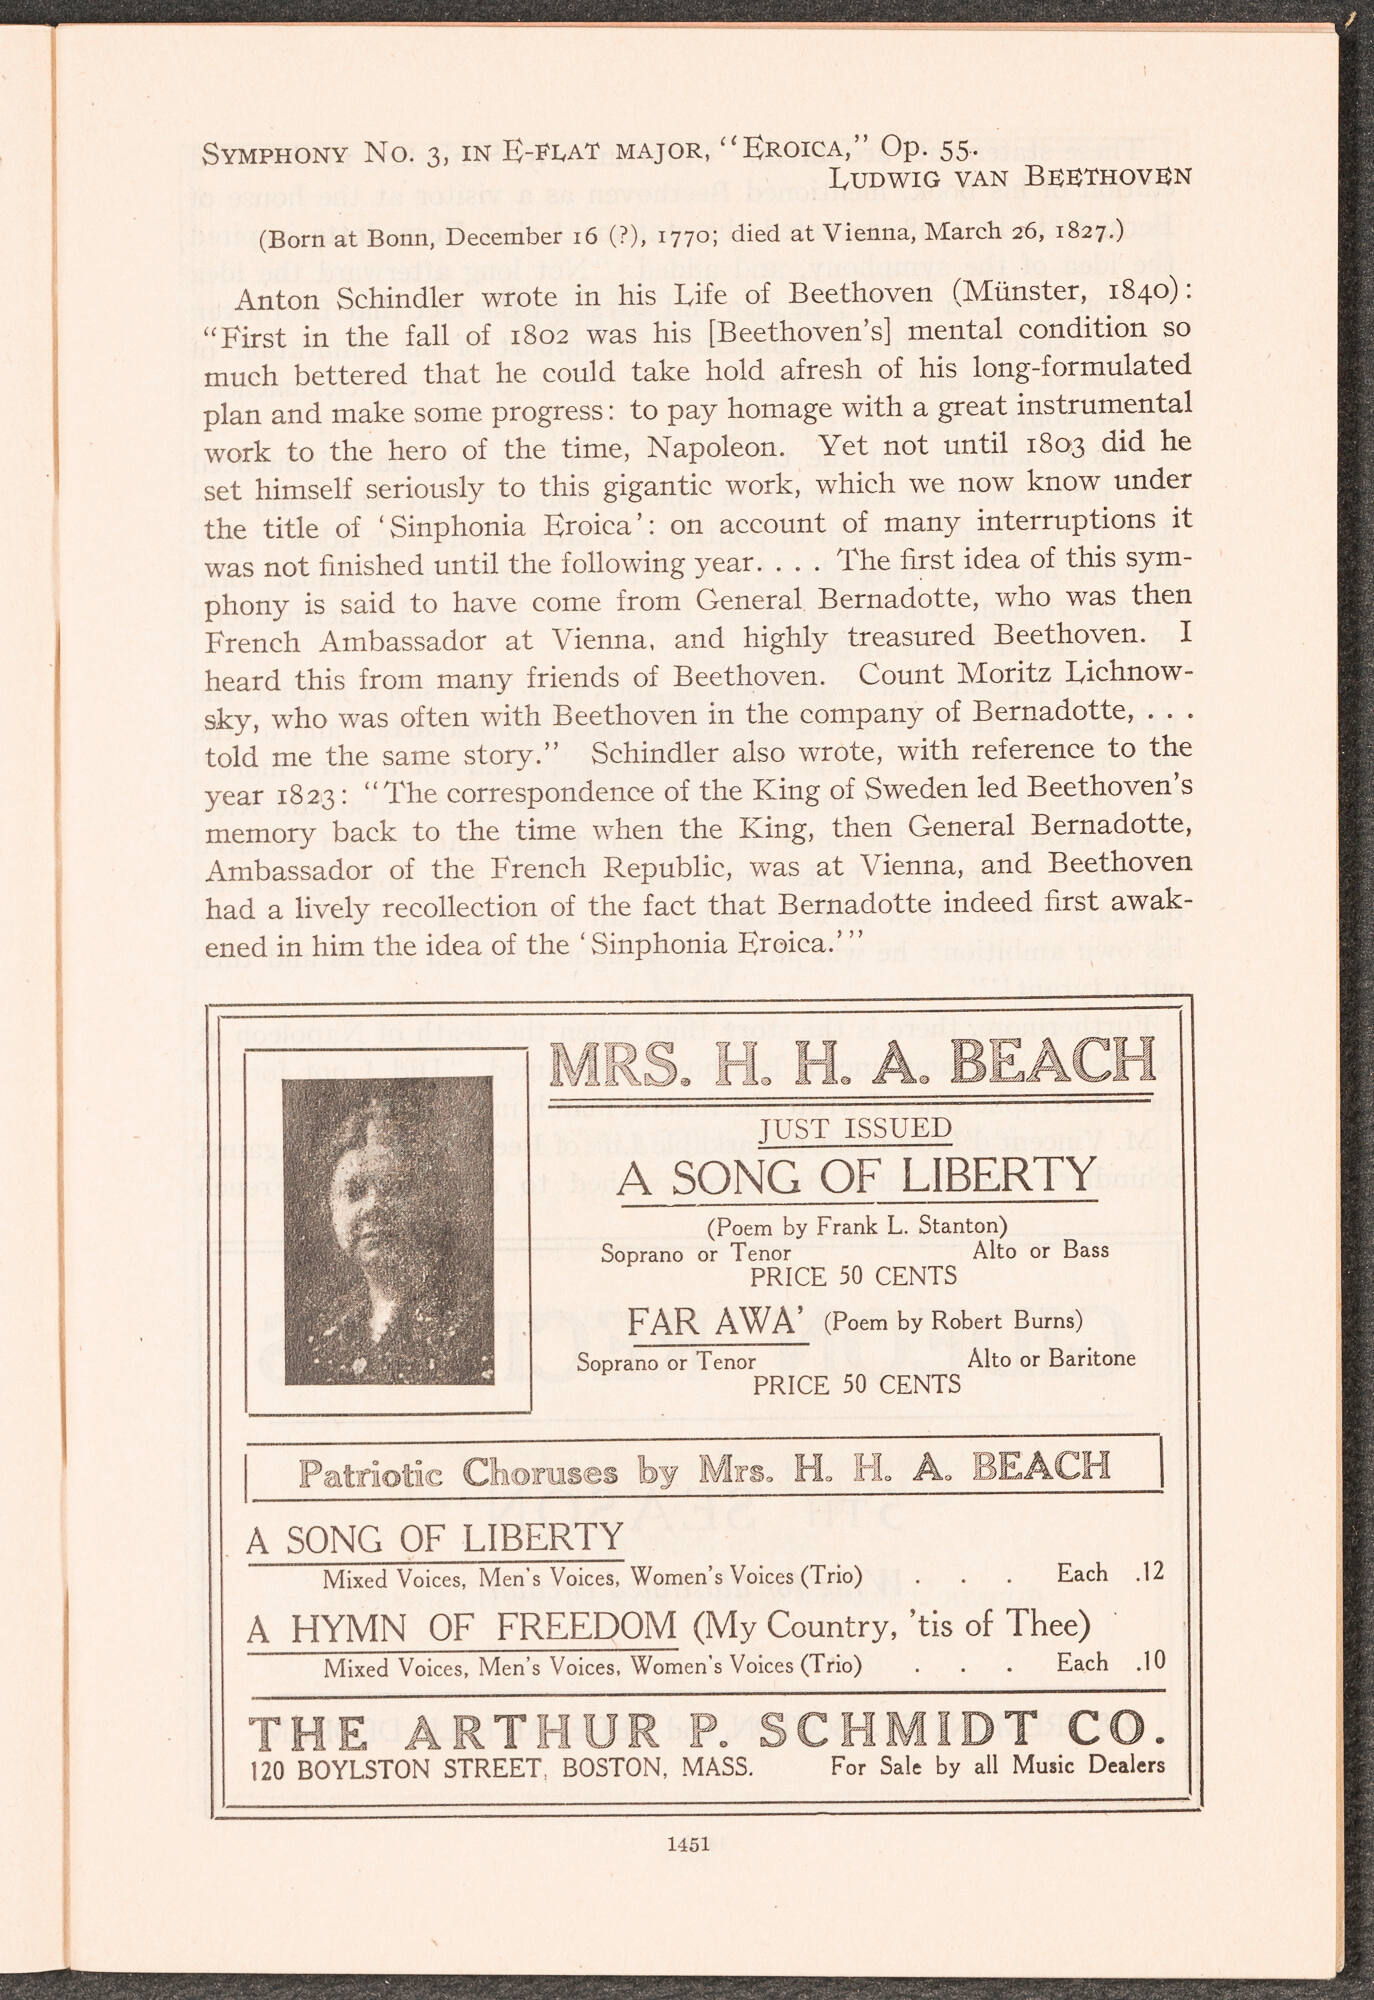 Symphony No. 3, in E-flat major, “Eroica,” Op. 55.
Ludwig van Beethoven
(Born at Bonn, December 16 (?), 1770; died at Vienna, March 26, 1827.)
Anton Schindler wrote in his Life of Beethoven (Münster, 1840):
“First in the fall of 1802 was his [Beethoven’s] mental condition so
much bettered that he could take hold afresh of his long-formulated
plan and make some progress: to pay homage with a great instrumental
work to the hero of the time, Napoleon. Yet not until 1803 did he
set himself seriously to this gigantic work, which we now know under
the title of ‘Sinphonia Eroica’: on account of many interruptions it
was not finished until the following year. . . . The first idea of this sym-
phony is said to have come from General Bernadotte, who was then
French Ambassador at Vienna, and highly treasured Beethoven. I
heard this from many friends of Beethoven. Count Moritz Lichnow-
sky, who was often with Beethoven in the company of Bernadotte, . . .
told me the same story.” Schindler also wrote, with reference to the
year 1823: “The correspondence of the King of Sweden led Beethoven’s
memory back to the time when the King, then General Bernadotte,
Ambassador of the French Republic, was at Vienna, and Beethoven
had a lively recollection of the fact that Bernadotte indeed first awak-
ened in him the idea of the ‘Sinphonia Eroica.’”
MRS. H. H. A. BEACH
JUST ISSUED
A SONG OF LIBERTY
(Poem by Frank L. Stanton)
Soprano or Tenor Alto or Bass
PRICE 50 CENTS
FAR AWA’ (Poem by Robert Burns)
Soprano or Tenor Alto or Baritone
PRICE 50 CENTS
Patriotic Choruses by Mrs. H. H. A. BEACH
A SONG OF LIBERTY
Mixed Voices, Men's Voices, Women's Voices (Trio) . . . Each .12
A HYMN OF FREEDOM (My Country, 'tis of Thee)
Mixed Voices, Men's Voices, Women's Voices (Trio) . . . Each .10
THE ARTHUR P. SCHMIDT CO.
120 BOYLSTON STREET, BOSTON, MASS. For Sale by all Music Dealers
1451